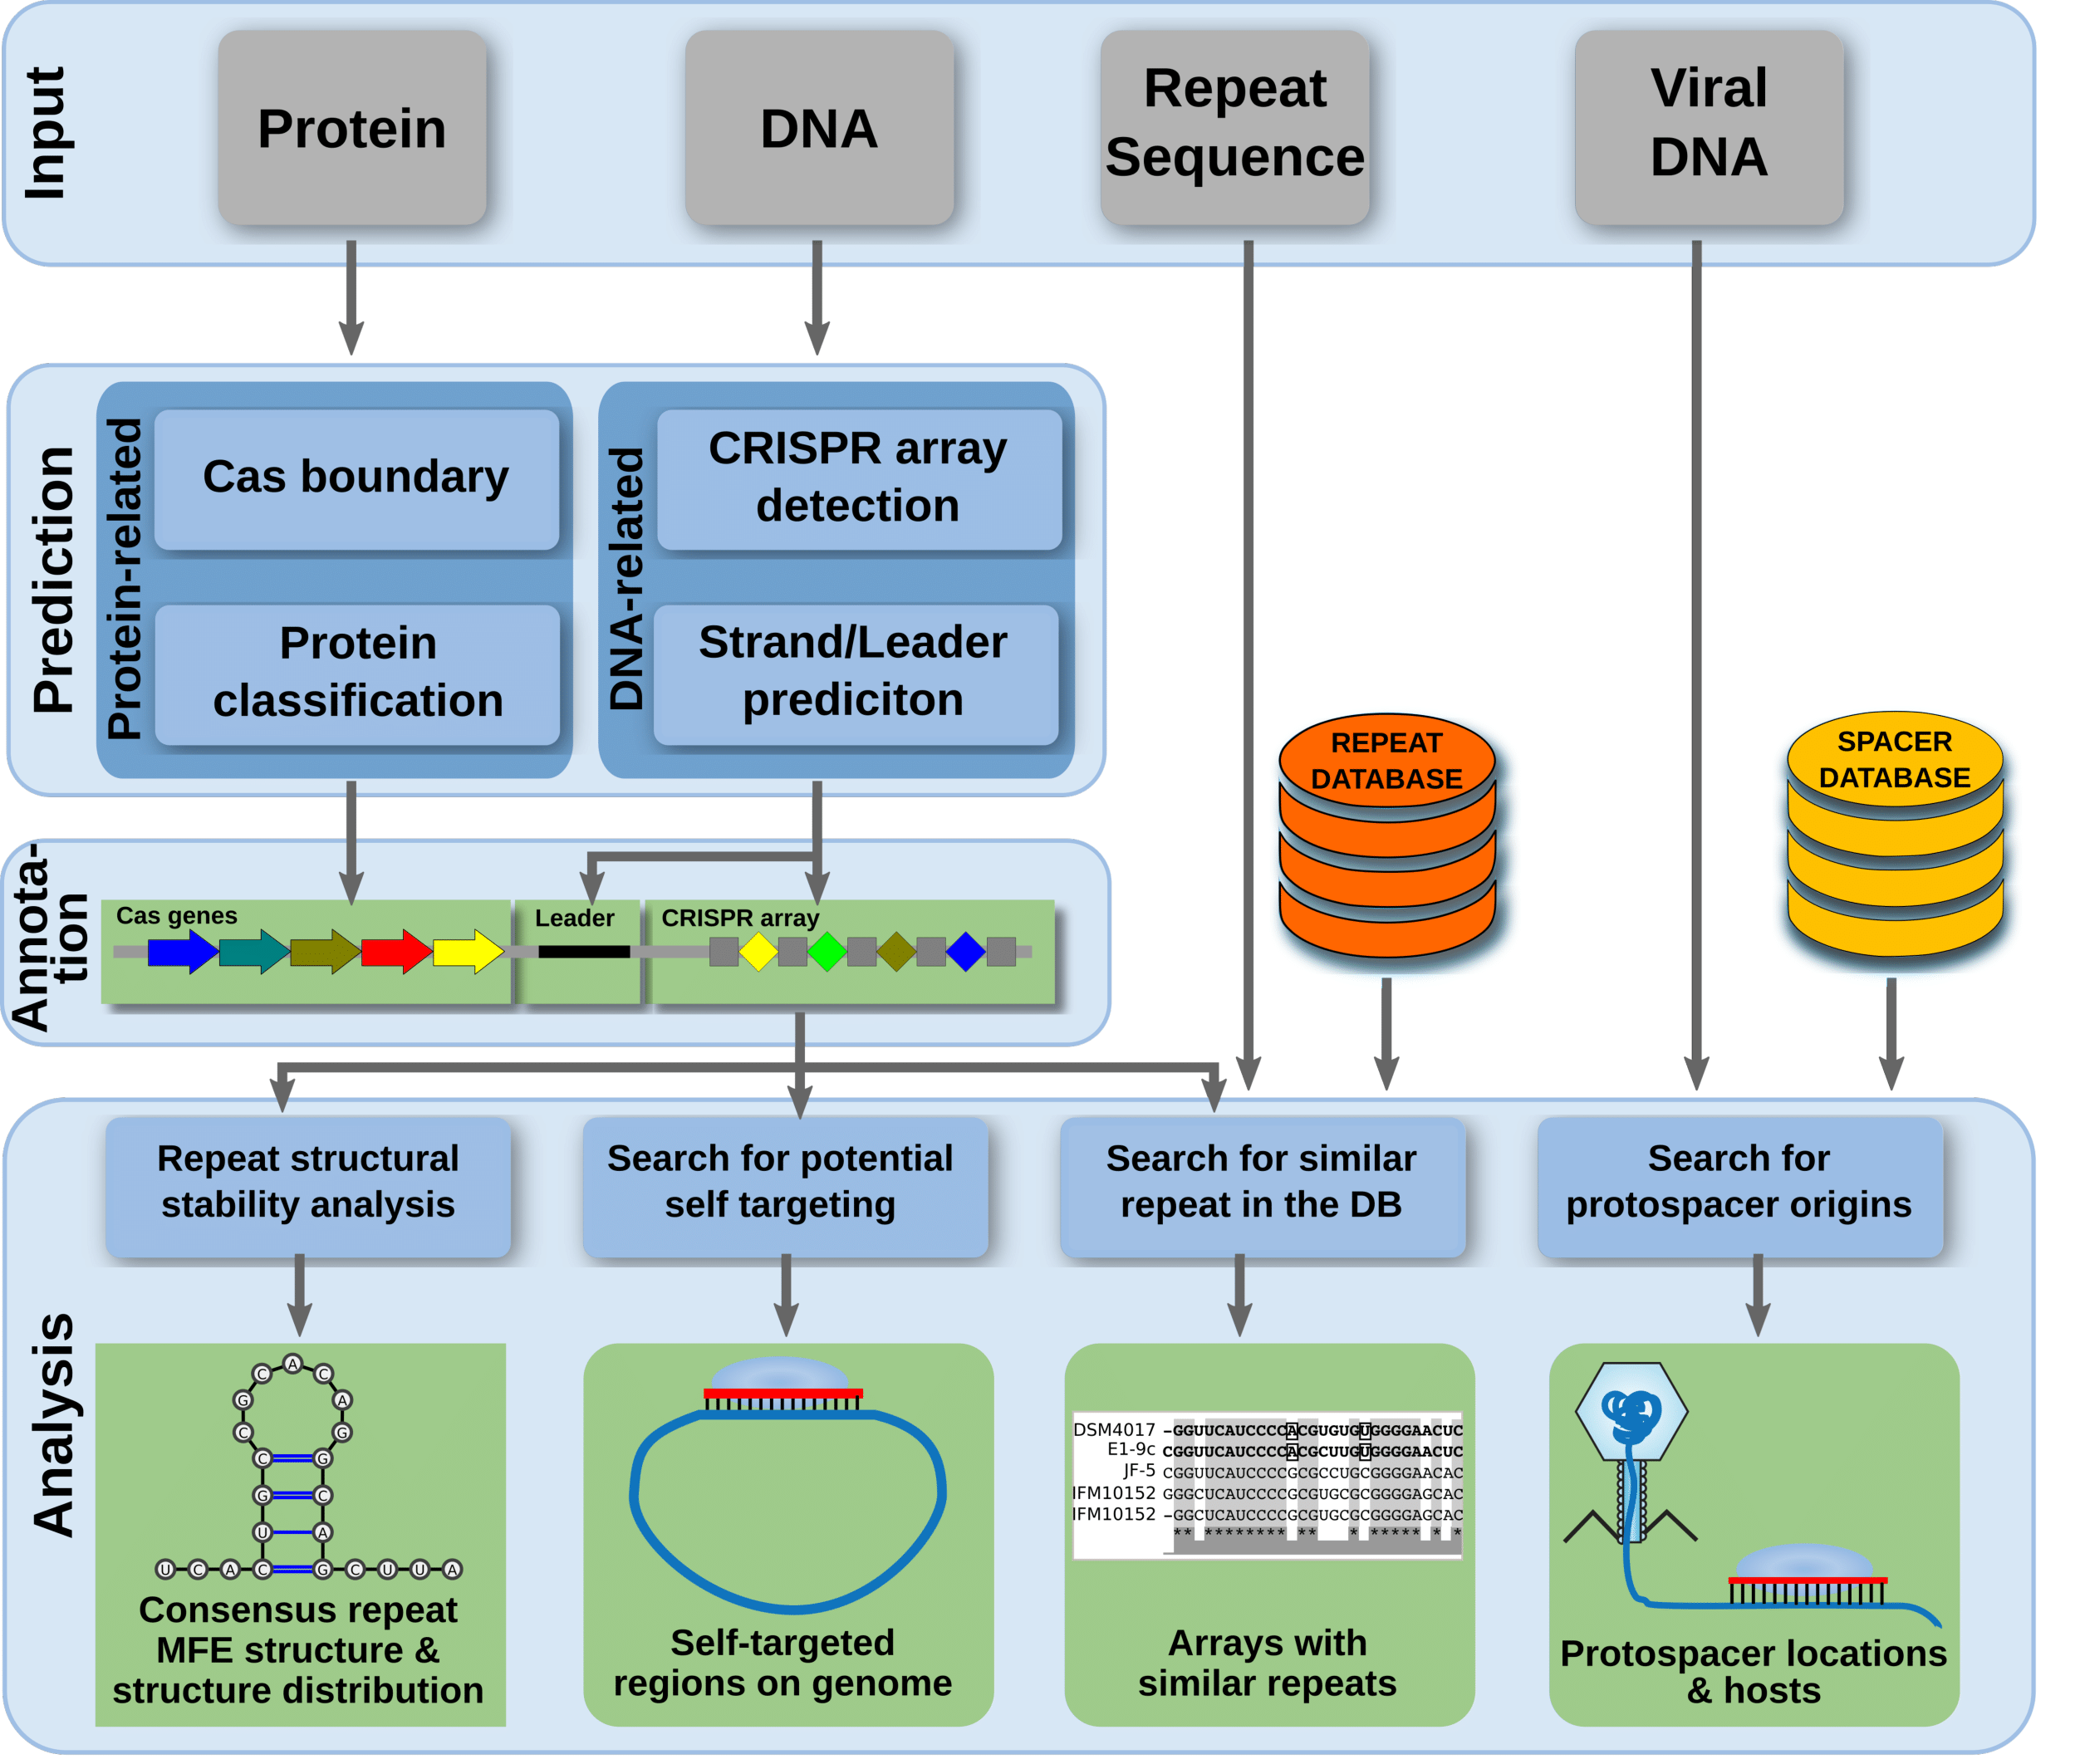 Input
Protein
DNA
Repeat
Sequence
Viral
DNA
Prediction
Protein-related
Cas boundary
Protein
classification
DNA-related
CRISPR array
detection
Strand/Leader
prediciton
REPEAT
DATABASE
SPACER
DATABASE
Annota-
tion
Cas genes
Leader
CRISPR array
Analysis
Repeat structural
stability analysis
Search for potential
self targeting
Search for similar
repeat in the DB
Search for
protospacer origins
A
C C
G A
C G
C G
G C
U A
U C A C G C U U A
Consensus repeat
MFE structure &
structure distribution
Self-targeted
regions on genome
DSM4017 -GGUUCAUCCCCACGUGUGUGGGGAACUC
E1-9c CGGUUCAUCCCCACGCUUGUGGGGAACUC
JF-5 CGGUUCAUCCCCGCGCCUGCGGGGAACAC
IFM10152 GGGCUCAUCCCCGCGUGCGCGGGGAGCAC
IFM10152 -GGCUCAUCCCCGCGUGCGCGGGGAGCAC
** ******** ** * ***** * *
Arrays with
similar repeats
Protospacer locations
& hosts